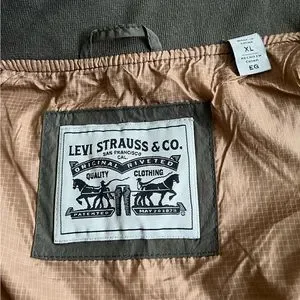 XL
EG
LEVI STRAUSS & CO.
SAN FRANCISCO
CAL.
ORIGINAL RIVETED
QUALITY CLOTHING
PATENTED MAY 20 1873